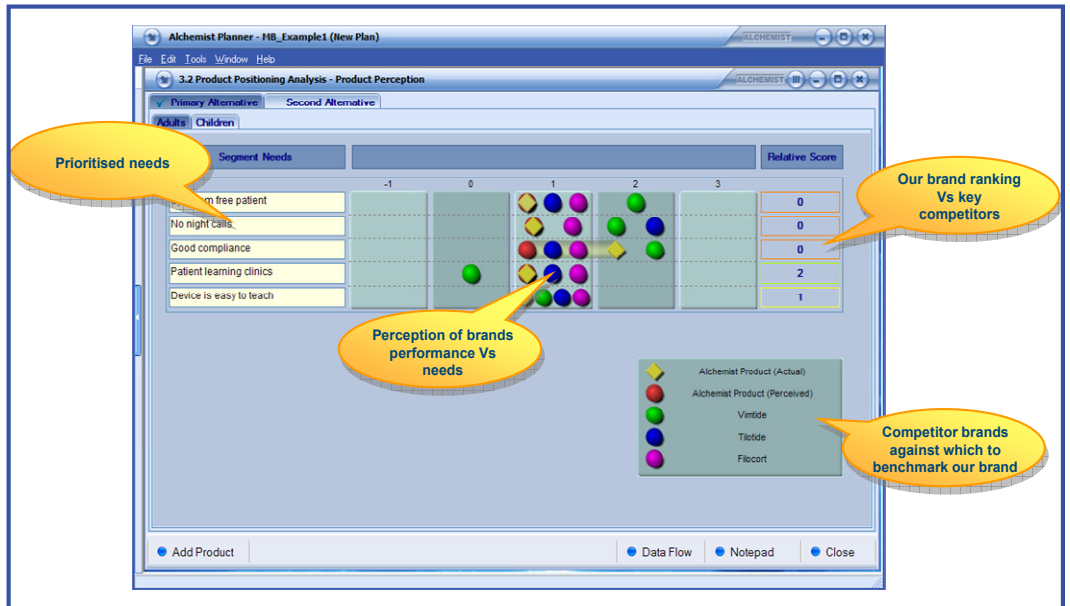 Alchemist Planner - MB_Example1 (New Plan)
ALCHEMIST
File Edit Tools Window Help
3.2 Product Positioning Analysis - Product Perception
ALCHEMIST
Primary Alternative Second Alternative
Adults Children
Prioritised needs
Segment Needs
Relative Score
-1 0 1 2 3
free patient
0
No night calls
0
Good compliance
0
Patient learning clinics
2
Device is easy to teach
1
Our brand ranking
Vs key
competitors
Perception of brands
performance Vs
needs
Alchemist Product (Actual)
Alchemist Product (Perceived)
Vimtide
Tilotide
Filocort
Competitor brands
against which to
benchmark our brand
Add Product
Data Flow
Notepad
Close